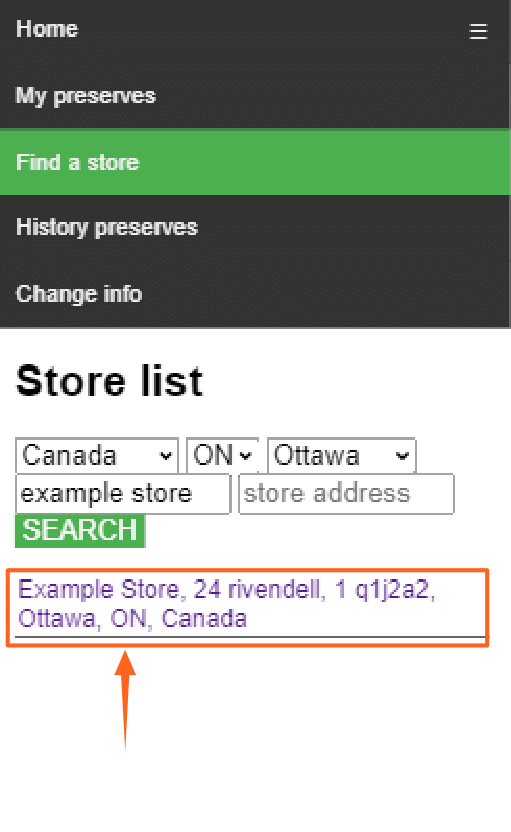 Home
My preserves
Find a store
History preserves
Change info
Store list
Canada ON Ottawa
example store store address
SEARCH
Example Store, 24 rivendell, 1 q1j2a2,
Ottawa, ON, Canada